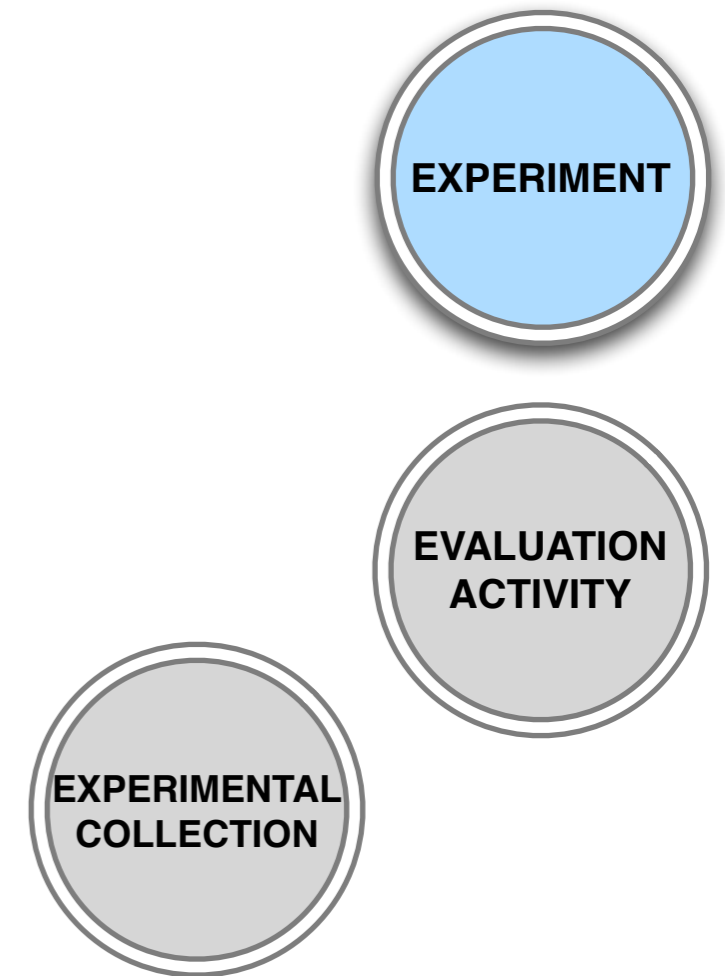 EXPERIMENT
EVALUATION
ACTIVITY
EXPERIMENTAL
COLLECTION